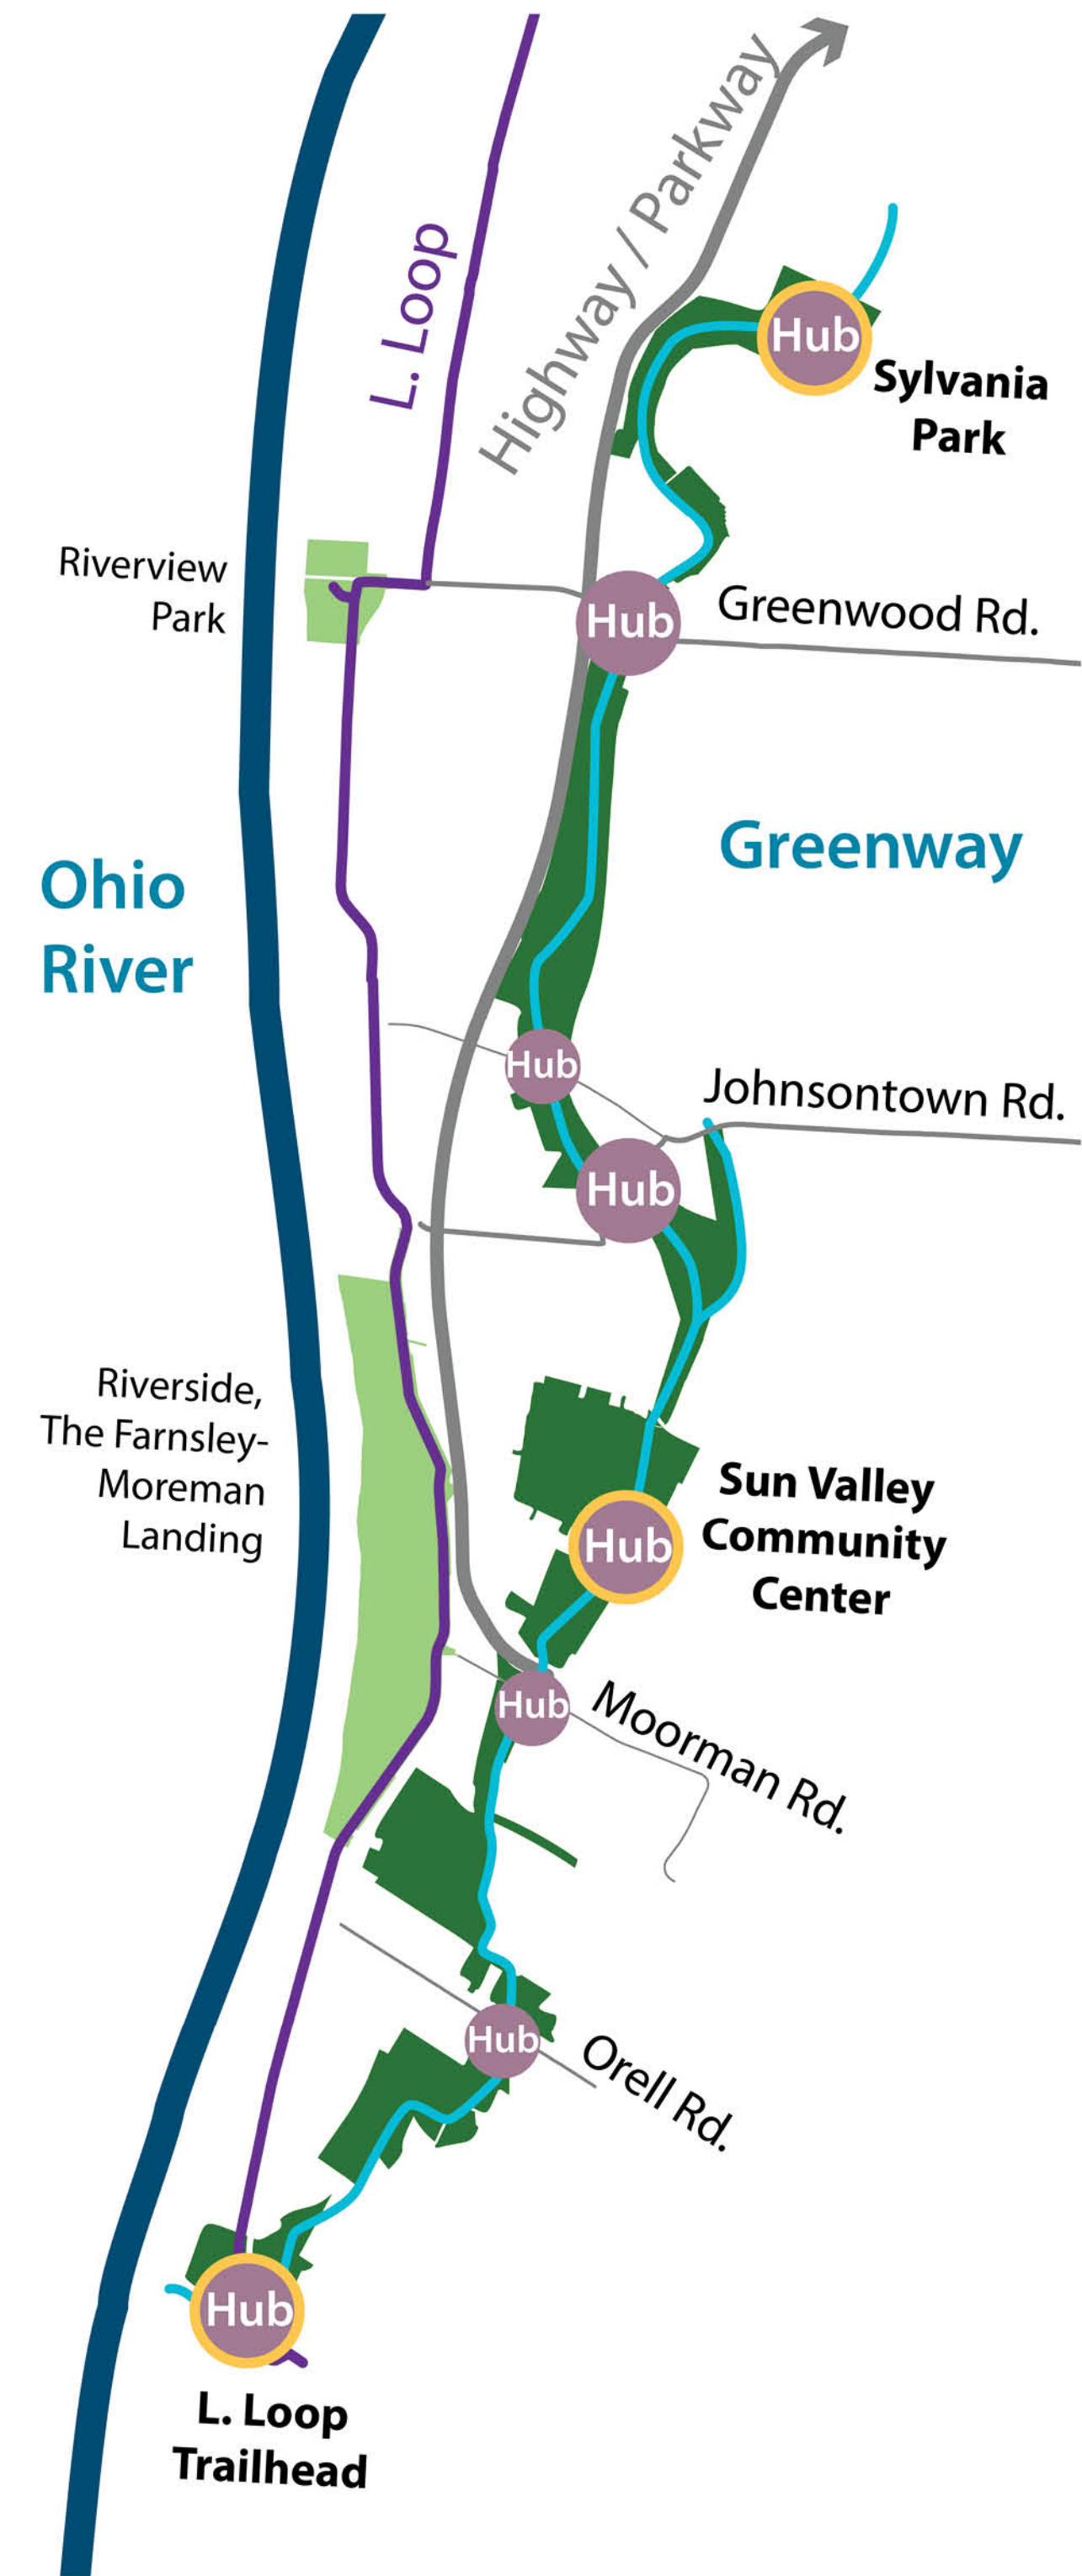 L. Loop
Highway / Parkway
Hub
Sylvania
Park
Riverview
Park
Hub
Greenwood Rd.
Greenway
Ohio
River
Hub
Johnsontown Rd.
Hub
Riverside,
The Farnsley-
Moreman
Landing
Sun Valley
Community
Center
Hub
Hub
Moorman Rd.
Hub
Orell Rd.
Hub
L. Loop
Trailhead